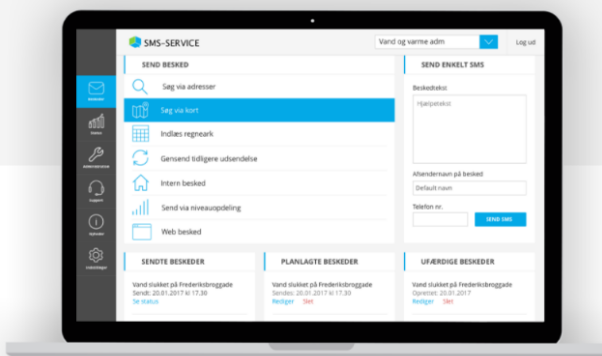 SMS-SERVICE
Vand og varme adm
Log ud
SEND BESKED
Søg via adresser
Søg via kort
Indlæs regneark
Gensend tidligere udsendelse
Intern besked
Send via niveauopdeling
Web besked
SEND ENKELT SMS
Beskedtekst
Hjælpetekst
Afsendernavn på besked
Default navn
Telefon nr.
SEND SMS
SENDTE BESKEDER
Vand slukket på Frederiksbroggade
Sendt: 20.01.2017 kl 17.30
Se status
PLANLAGTE BESKEDER
Vand slukket på Frederiksbroggade
Sendes: 20.01.2017 kl 17.30
Rediger Slet
UFÆRDIGE BESKEDER
Vand slukket på Frederiksbroggade
Oprettet: 20.01.2017
Rediger Slet